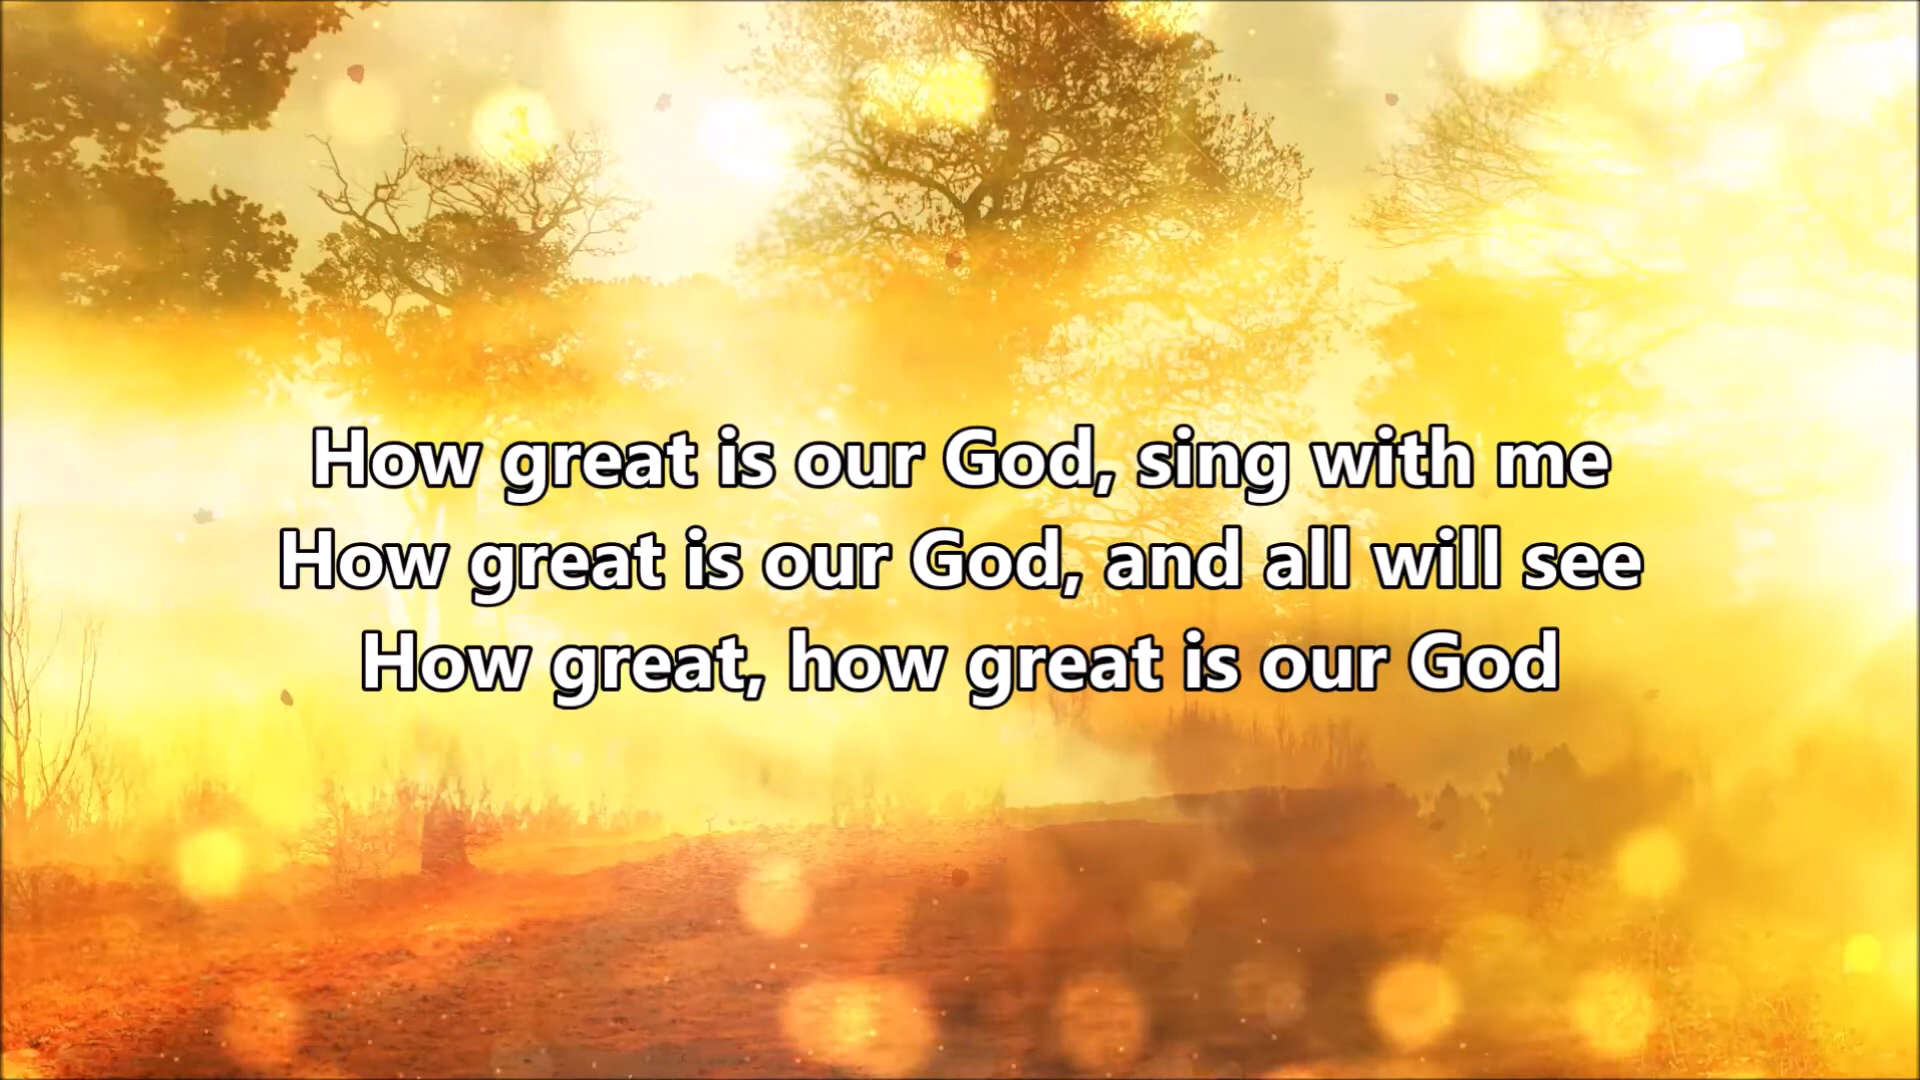 How great is our God, sing with me
How great is our God, and all will see
How great, how great is our God